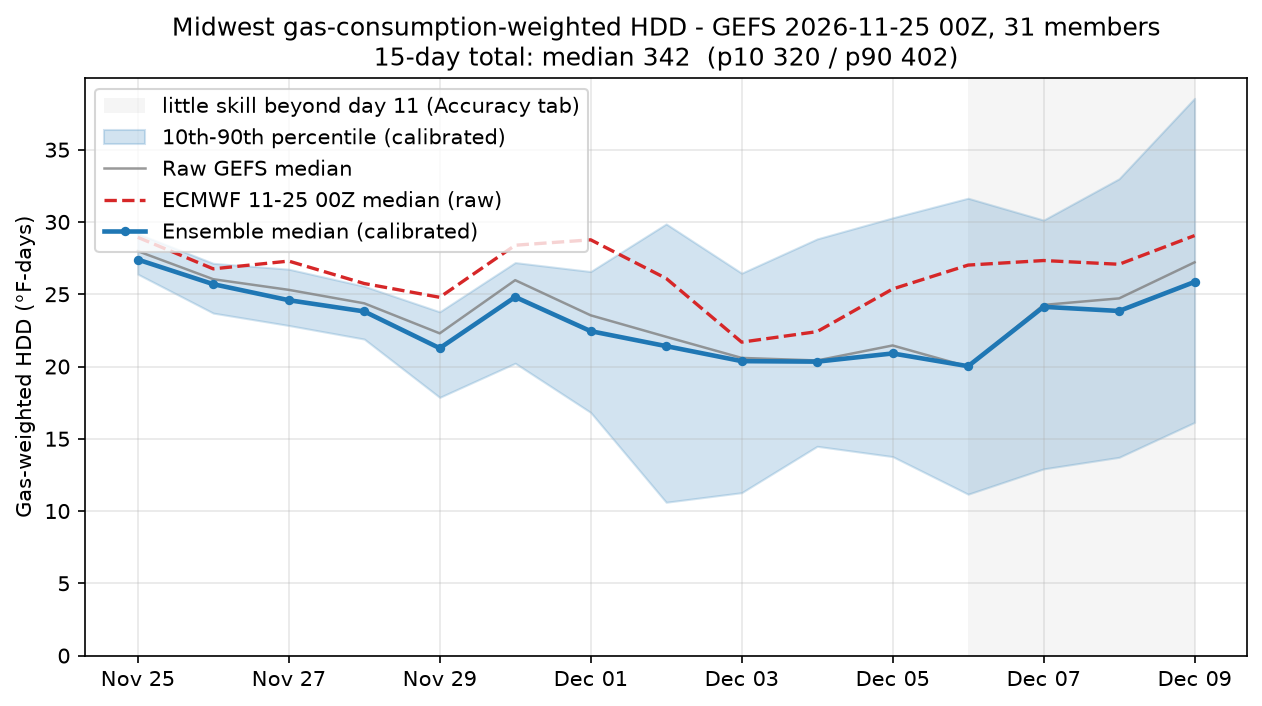 Midwest gas-consumption-weighted HDD - GEFS 2026-11-25 00Z, 31 members
15-day total: median 342  (p10 320 / p90 402)
little skill beyond day 11 (Accuracy tab)
10th-90th percentile (calibrated)
Raw GEFS median
ECMWF 11-25 00Z median (raw)
Ensemble median (calibrated)
Gas-weighted HDD (°F-days)
35
30
25
20
15
10
5
0
Nov 25
Nov 27
Nov 29
Dec 01
Dec 03
Dec 05
Dec 07
Dec 09